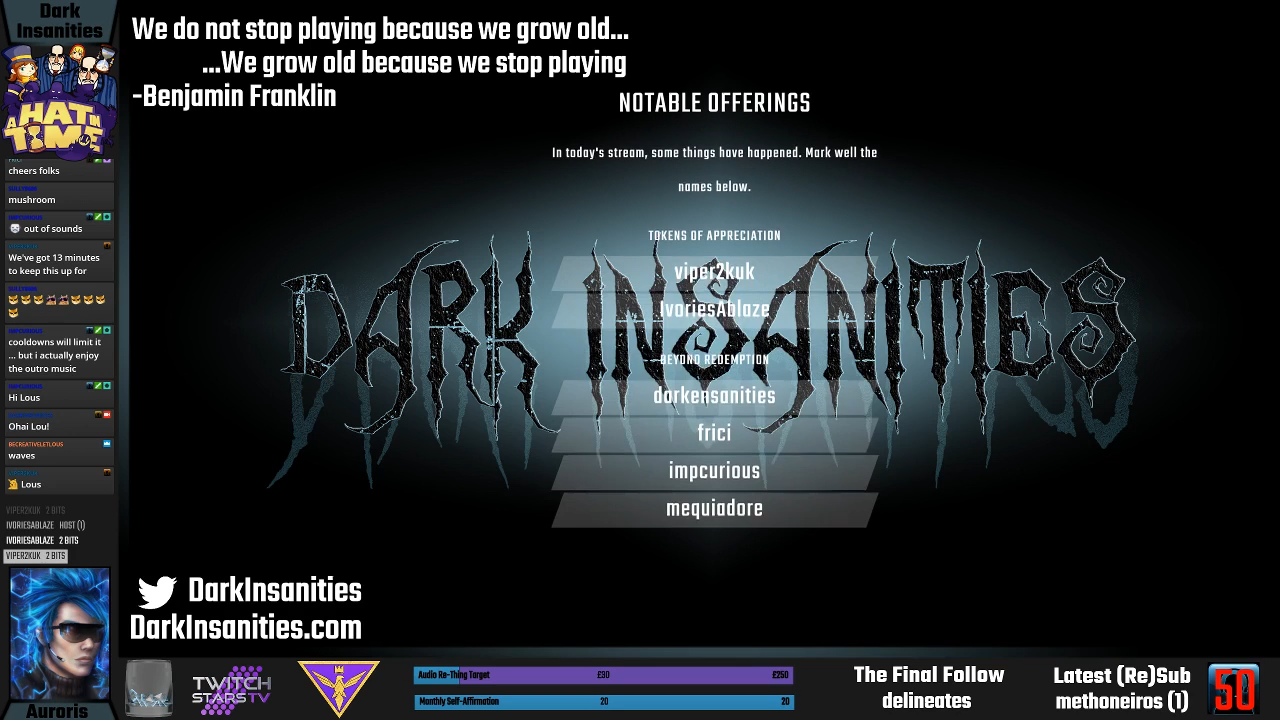 Dark
Insanities
A HAT IN TIME
cheers folks
mushroom
out of sounds
We've got 13 minutes
to keep this up for
cooldowns will limit it
... but i actually enjoy
the outro music
Hi Lous
Ohai Lou!
BECREATIVELETLOUS
waves
Lous
VIPER2KUK 2 BITS
IVORIESABLAZE HOST (1)
IVORIESABLAZE 2 BITS
VIPER2KUK 2 BITS
Auroris
We do not stop playing because we grow old...
...We grow old because we stop playing
-Benjamin Franklin
NOTABLE OFFERINGS
In today's stream, some things have happened. Mark well the
names below.
TOKENS OF APPRECIATION
viper2kuk
IvoriesAblaze
BEYOND REDEMPTION
darkensanities
frici
impcurious
mequiadore
DARK INSANITIES
DarkInsanities
DarkInsanities.com
TWITCH
STARSTV
Audio Re-Thing Target £90 £250
Monthly Self-Affirmation 20 20
The Final Follow
delineates
Latest (Re)Sub
methoneiros (1)
50